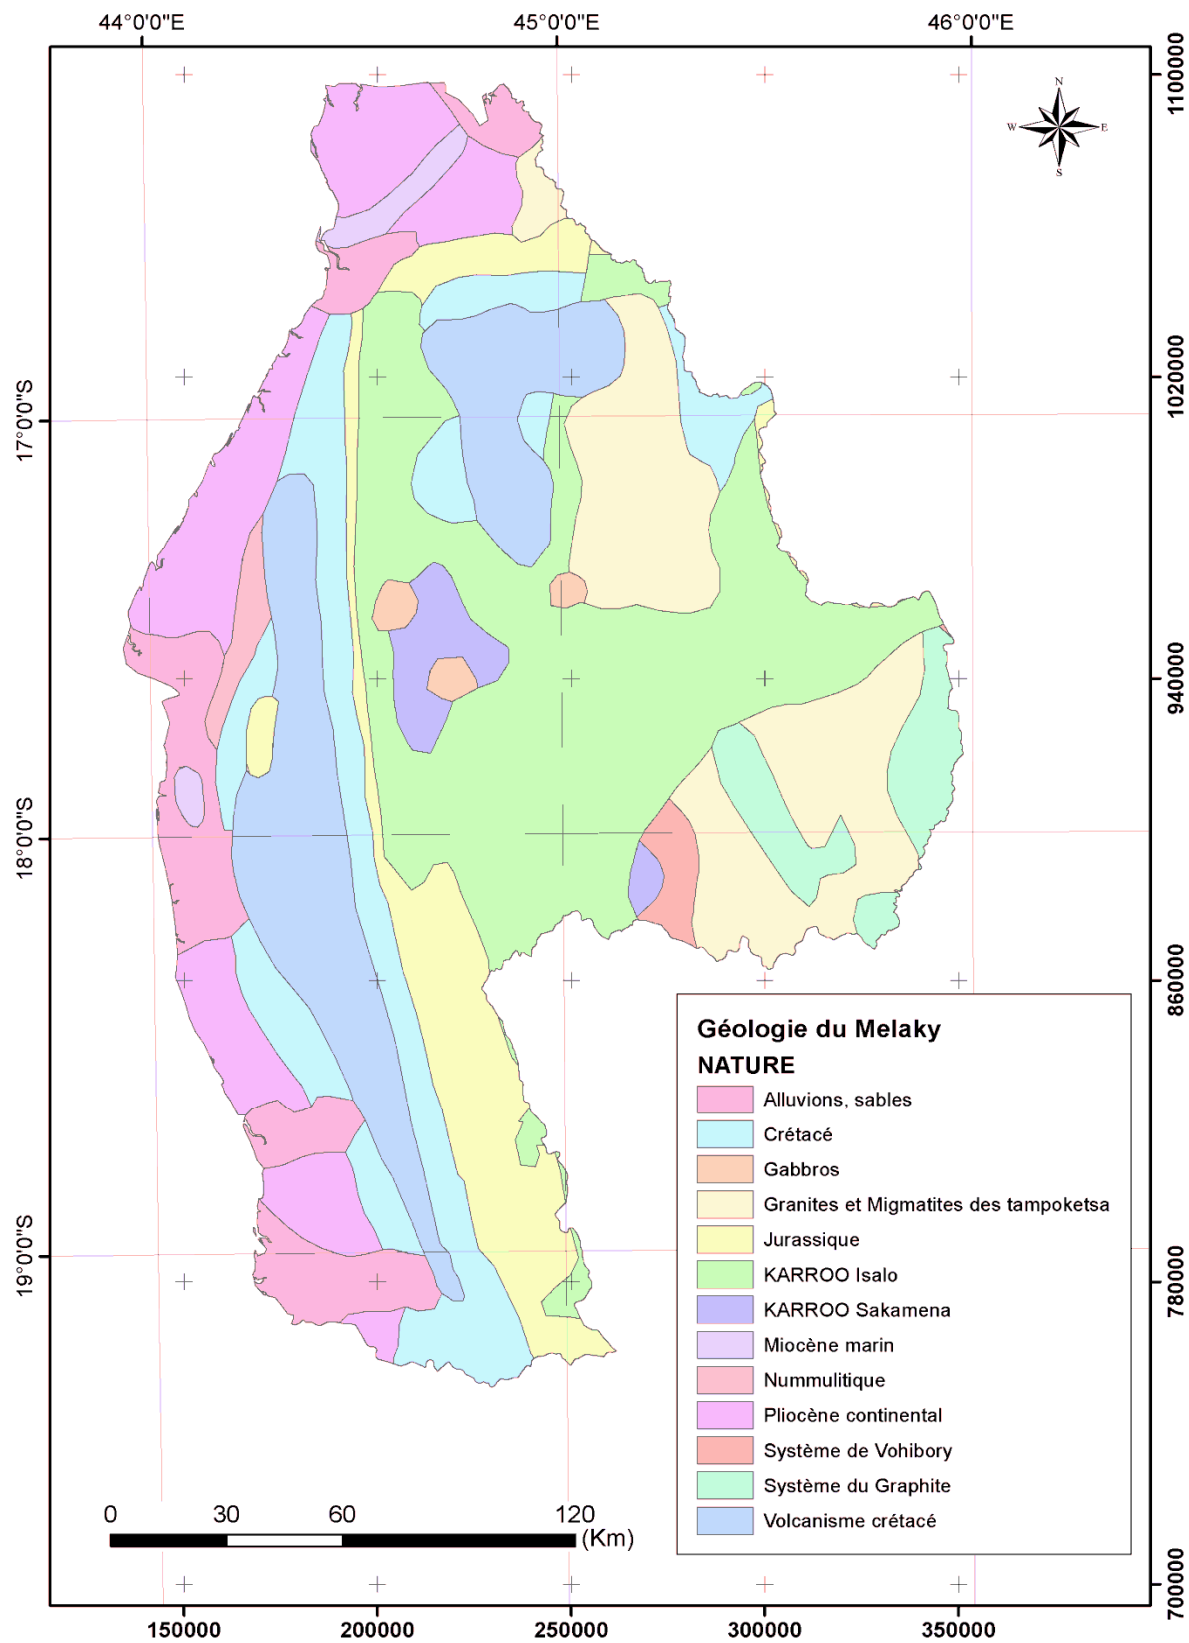 44°0'0"E 45°0'0"E 46°0'0"E
1100000
N
W E
S
1020000
17°0'0"S
940000
18°0'0"S
860000
Géologie du Melaky
NATURE
Alluvions, sables
Crétacé
Gabbros
Granites et Migmatites des tampoketsa
Jurassique
KARROO Isalo
KARROO Sakamena
Miocène marin
Nummulitique
Pliocène continental
Système de Vohibory
Système du Graphite
Volcanisme crétacé
19°0'0"S
780000
0 30 60 120
(Km)
700000
150000 200000 250000 300000 350000